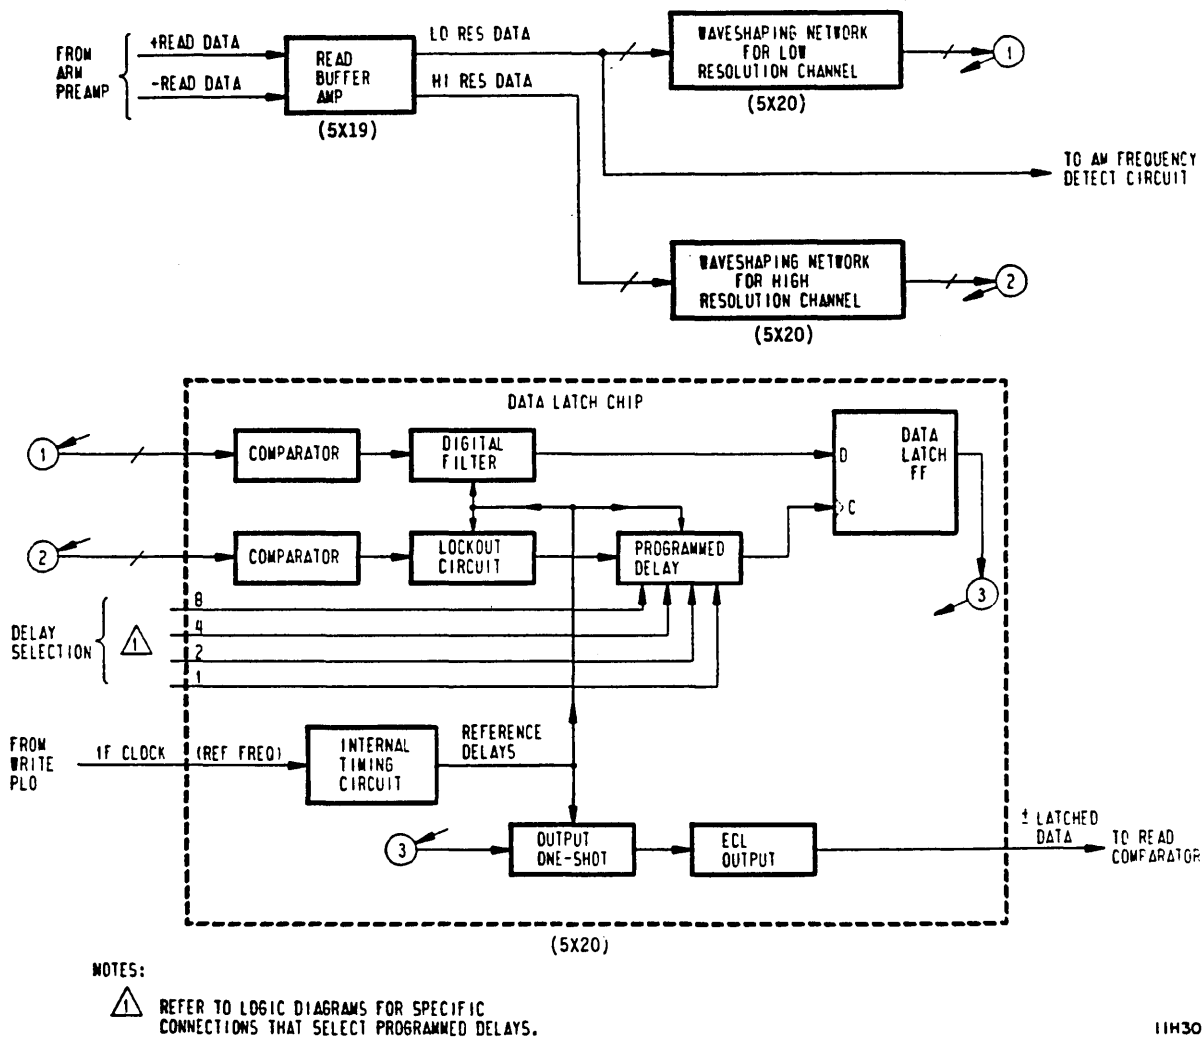 FROM
ARM
PREAMP
+READ DATA
-READ DATA
READ
BUFFER
AMP
(5X19)
LO RES DATA
HI RES DATA
WAVESHAPING NETWORK
FOR LOW
RESOLUTION CHANNEL
(5X20)
1
TO AM FREQUENCY
DETECT CIRCUIT
WAVESHAPING NETWORK
FOR HIGH
RESOLUTION CHANNEL
(5X20)
2
DATA LATCH CHIP
1
COMPARATOR
DIGITAL
FILTER
D
DATA
LATCH
FF
C
2
COMPARATOR
LOCKOUT
CIRCUIT
PROGRAMMED
DELAY
3
DELAY
SELECTION
1
8
4
2
1
FROM
WRITE
PLO
1F CLOCK
(REF FREQ)
INTERNAL
TIMING
CIRCUIT
REFERENCE
DELAYS
3
OUTPUT
ONE-SHOT
ECL
OUTPUT
± LATCHED
DATA
TO READ
COMPARATOR
(5X20)
NOTES:
1
REFER TO LOGIC DIAGRAMS FOR SPECIFIC
CONNECTIONS THAT SELECT PROGRAMMED DELAYS.
11H30